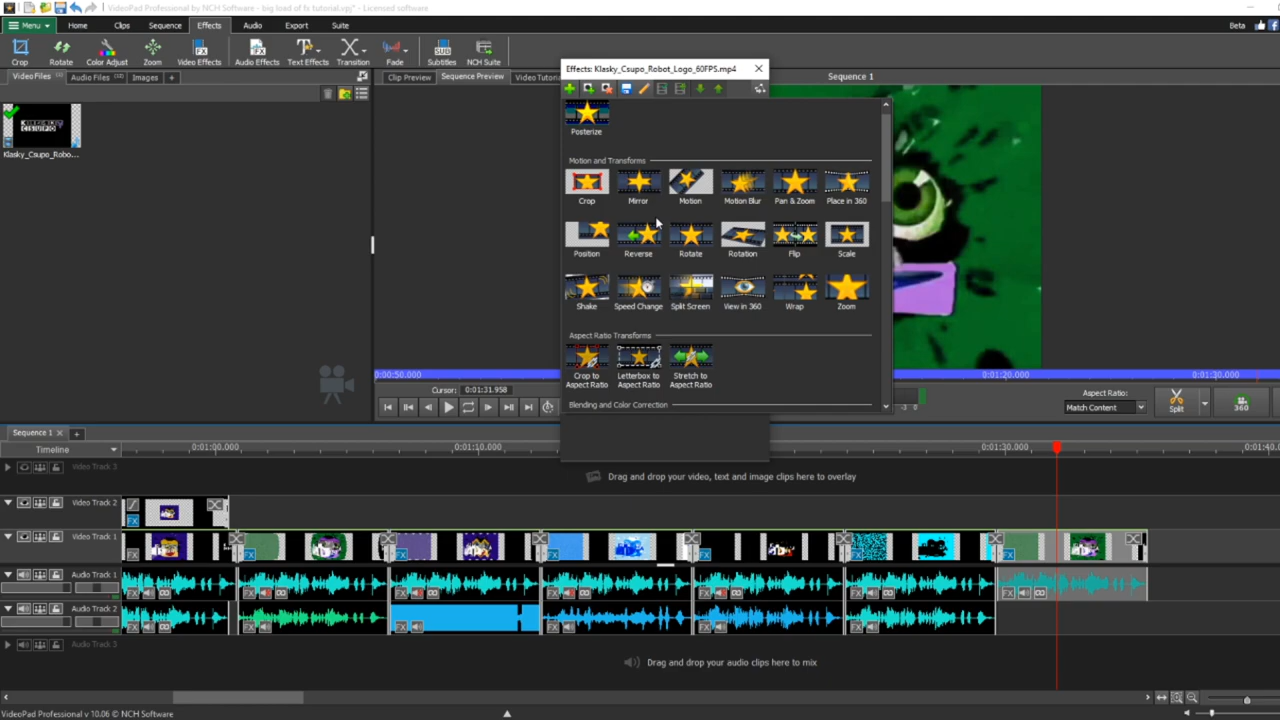 VideoPad Professional by NCH Software - big load of fx tutorial.vpj* - Licensed software
Menu Home Clips Sequence Effects Audio Export Suite Beta
Crop Rotate Color Adjust Zoom Video Effects Audio Effects Text Effects Transition Fade Subtitles NCH Suite
Video Files Audio Files Images +
Clip Preview Sequence Preview Video Tutori
Effects: Klasky_Csupo_Robot_Logo_60FPS.mp4
Sequence 1
Klasky_Csupo_Robo...
Posterize
Motion and Transforms
Crop Mirror Motion Motion Blur Pan & Zoom Place in 360
Position Reverse Rotate Rotation Flip Scale
Shake Speed Change Split Screen View in 360 Wrap Zoom
Aspect Ratio Transforms
Crop to Aspect Ratio Letterbox to Aspect Ratio Stretch to Aspect Ratio
Blending and Color Correction
0:00:50.000 0:01:20.000 0:01:30.000
Cursor: 0:01:31.958
Aspect Ratio:
Match Content
Split 360
Sequence 1 +
Timeline 0:01:00.000 0:01:10.000 0:01:30.000 0:01:40.0
Video Track 3
Drag and drop your video, text and image clips here to overlay
Video Track 2
Video Track 1
Audio Track 1
Audio Track 2
Audio Track 3
Drag and drop your audio clips here to mix
VideoPad Professional v 10.06 © NCH Software